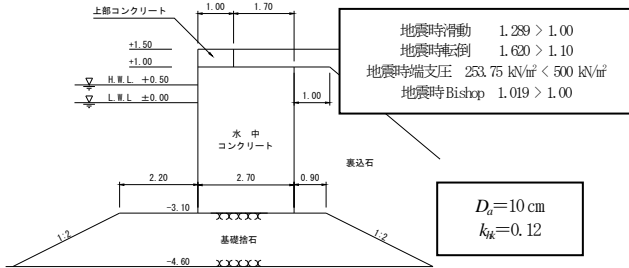 1.00
1.70
上部コンクリート
+1.50
+1.00
H.W.L. +0.50
L.W.L ±0.00
1.00
水 中
コンクリート
裏込石
2.20
2.70
0.90
-3.10
1:2
基礎捨石
1:2
-4.60
地震時滑動 1.289 > 1.00
地震時転倒 1.620 > 1.10
地震時端支圧 253.75 kN/㎡ < 500 kN/㎡
地震時Bishop 1.019 > 1.00
Da=10 cm
khk=0.12